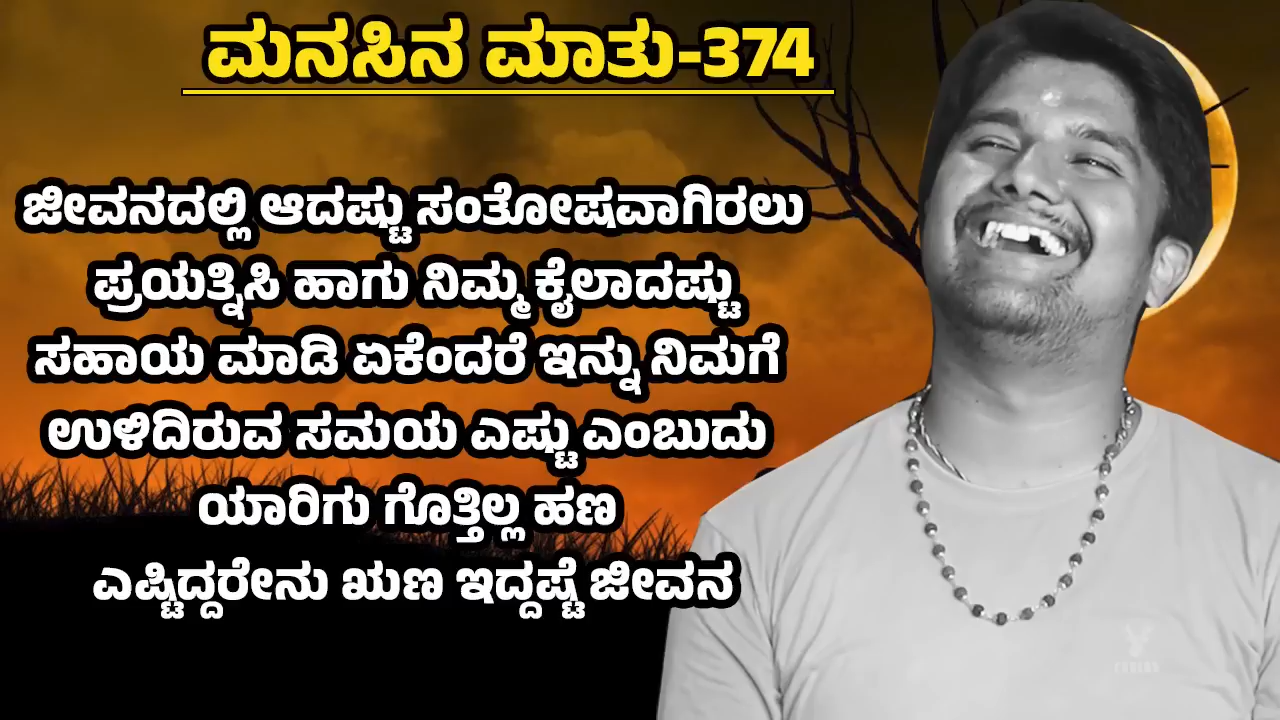 ಮನಸಿನ ಮಾತು-374
ಜೀವನದಲ್ಲಿ ಆದಷ್ಟು ಸಂತೋಷವಾಗಿರಲು
ಪ್ರಯತ್ನಿಸಿ ಹಾಗು ನಿಮ್ಮ ಕೈಲಾದಷ್ಟು
ಸಹಾಯ ಮಾಡಿ ಏಕೆಂದರೆ ಇನ್ನು ನಿಮಗೆ
ಉಳಿದಿರುವ ಸಮಯ ಎಷ್ಟು ಎಂಬುದು
ಯಾರಿಗು ಗೊತ್ತಿಲ್ಲ ಹಣ
ಎಷ್ಟಿದ್ದರೇನು ಋಣ ಇದ್ದಷ್ಟೆ ಜೀವನ